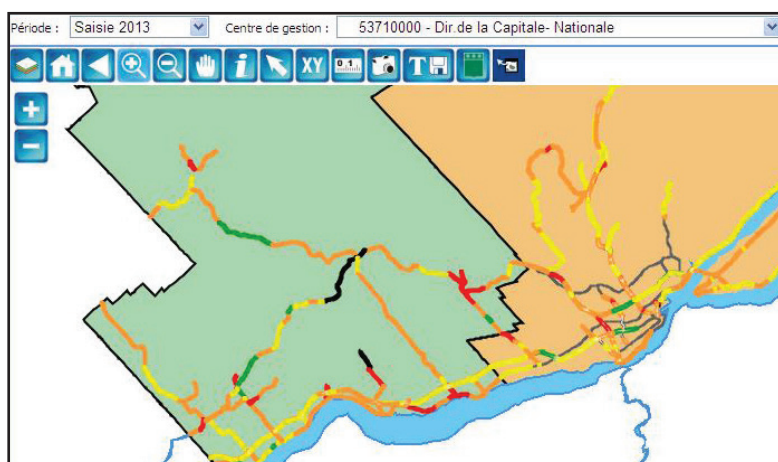 Période : Saisie 2013 Centre de gestion : 53710000 - Dir.de la Capitale- Nationale
i XY 0.1 T